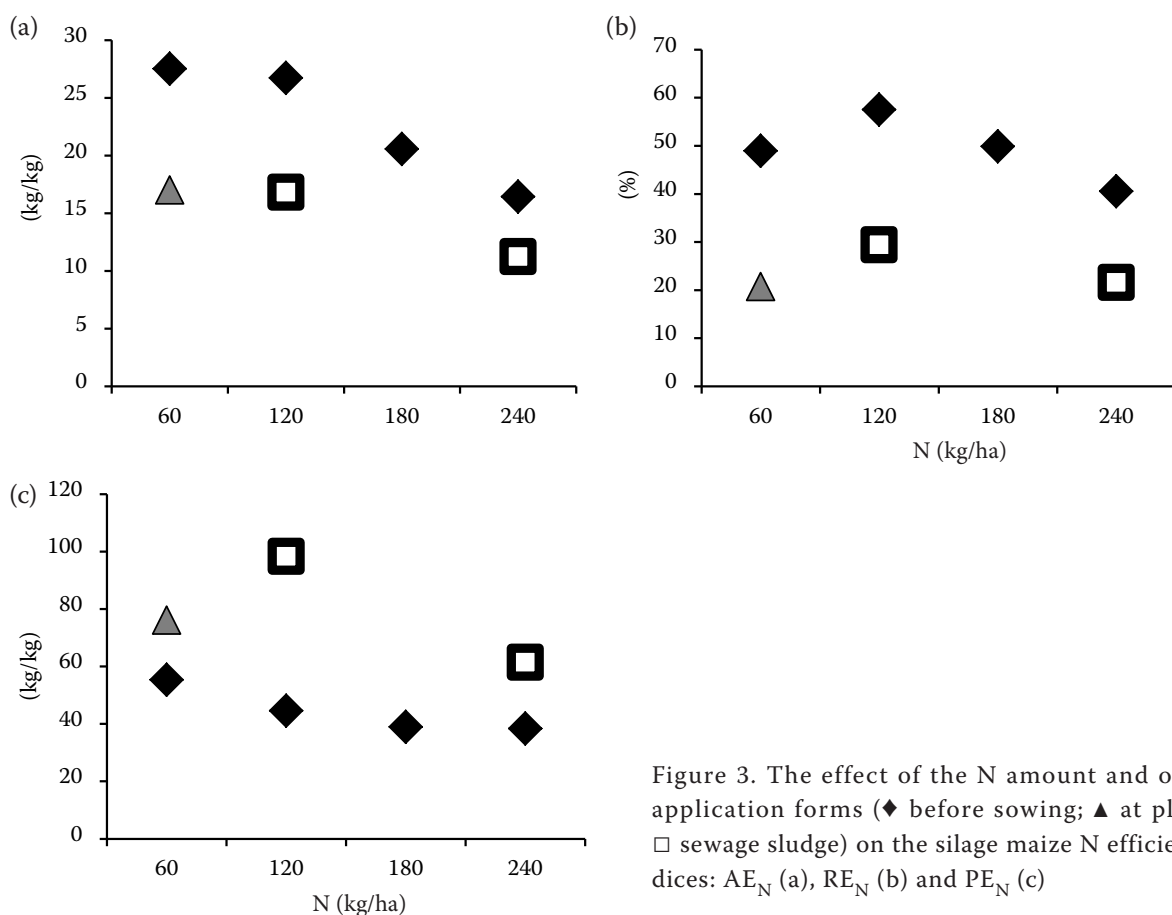 (a)
30
25
20
15
10
5
0
(kg/kg)
60 120 180 240
(b)
70
60
50
40
30
20
10
0
(%)
60 120 180 240
N (kg/ha)
(c)
120
100
80
60
40
20
0
(kg/kg)
60 120 180 240
N (kg/ha)
Figure 3. The effect of the N amount and o
application forms (♦ before sowing; ▲ at pl
□ sewage sludge) on the silage maize N efficie
dices: AE_N (a), RE_N (b) and PE_N (c)